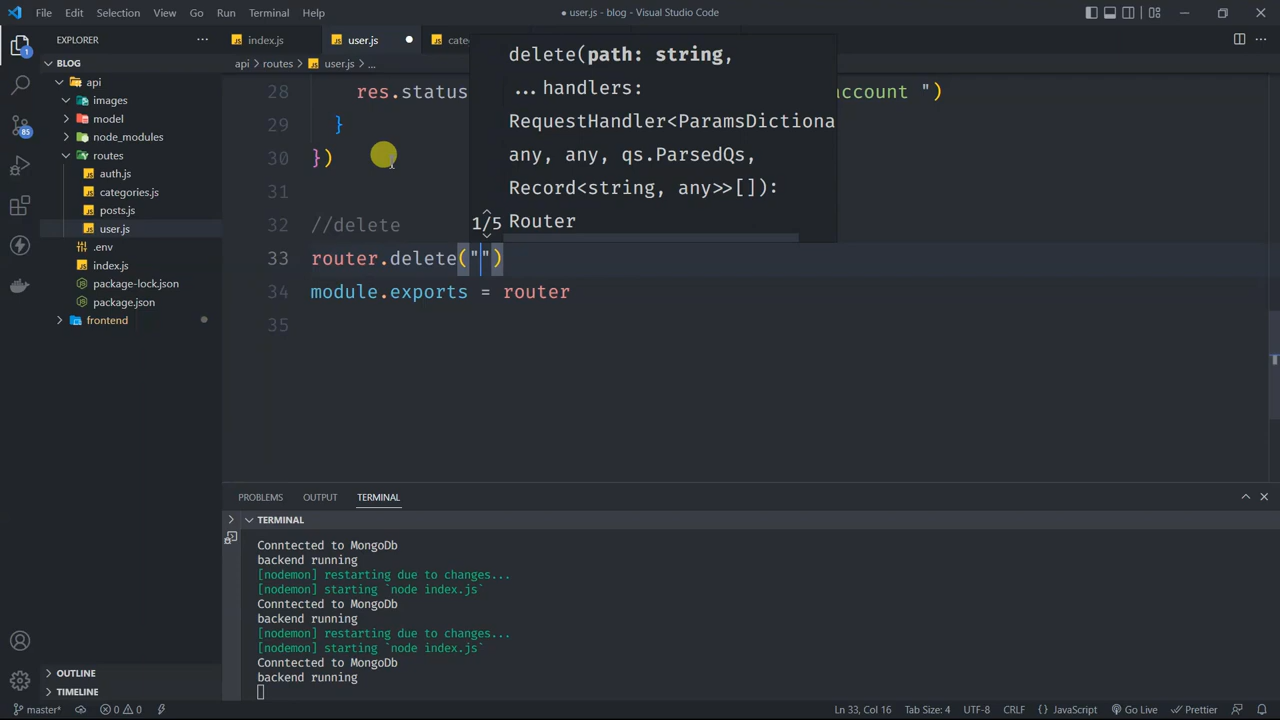 File Edit Selection View Go Run Terminal Help
● user.js - blog - Visual Studio Code
EXPLORER
index.js
user.js
cate
BLOG
api > routes > user.js > ...
api
images
model
node_modules
routes
auth.js
categories.js
posts.js
user.js
.env
index.js
package-lock.json
package.json
frontend
OUTLINE
TIMELINE
1
85
delete(path: string,
...handlers:
RequestHandler<ParamsDictiona
any, any, qs.ParsedQs,
Record<string, any>>[]):
1/5 Router
28 res.status account ")
29 }
30 })
31
32 //delete
33 router.delete("")
34 module.exports = router
35
PROBLEMS OUTPUT TERMINAL
TERMINAL
Conntected to MongoDb
backend running
[nodemon] restarting due to changes...
[nodemon] starting `node index.js`
Conntected to MongoDb
backend running
[nodemon] restarting due to changes...
[nodemon] starting `node index.js`
Conntected to MongoDb
backend running
master* 0 0 Ln 33, Col 16 Tab Size: 4 UTF-8 CRLF { } JavaScript Go Live Prettier